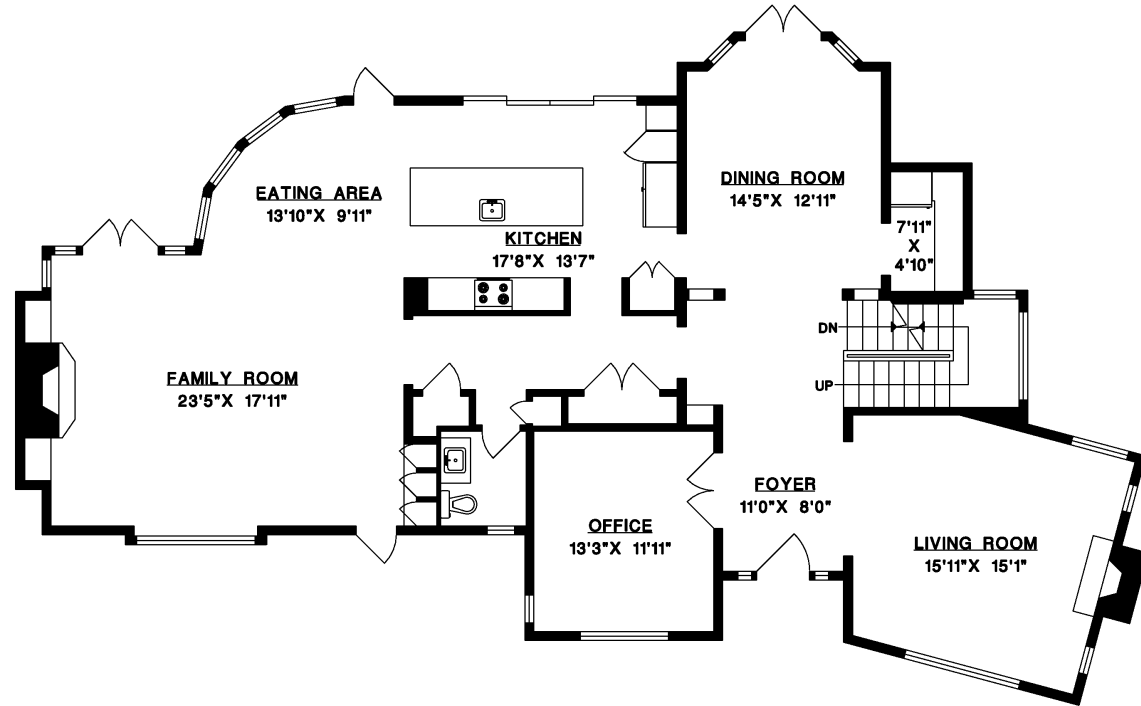 DINING ROOM
14'5"X 12'11"
EATING AREA
13'10"X 9'11"
KITCHEN
17'8"X 13'7"
7'11"
X
4'10"
DN
UP
FAMILY ROOM
23'5"X 17'11"
FOYER
11'0"X 8'0"
OFFICE
13'3"X 11'11"
LIVING ROOM
15'11"X 15'1"